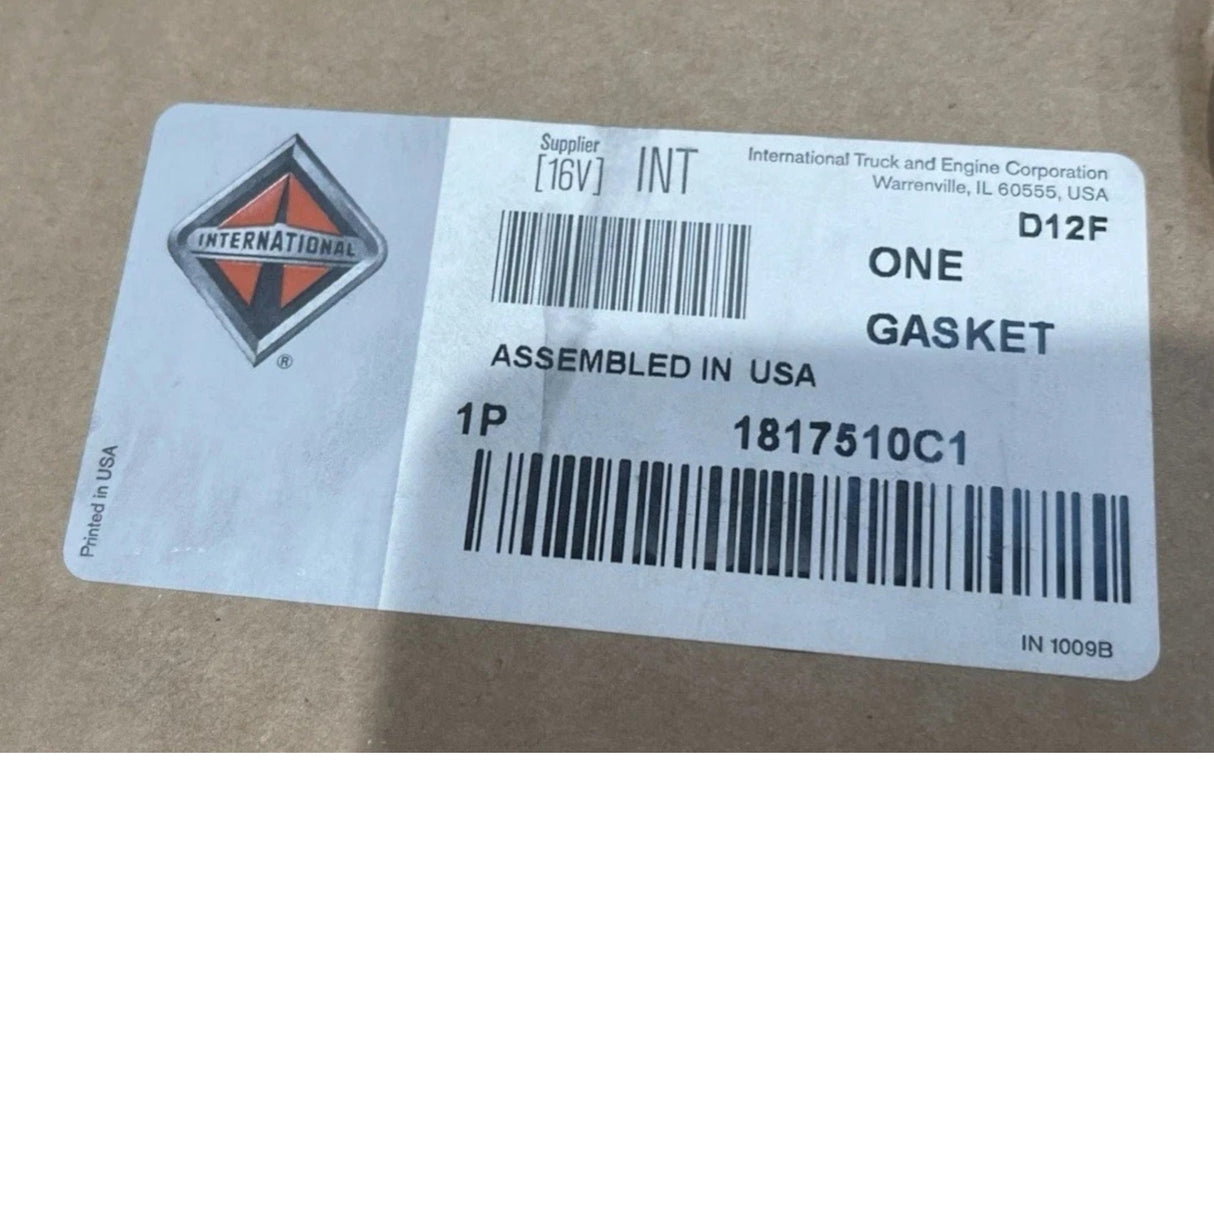 INTERNATIONAL
®
Printed in USA
Supplier
[16V] INT
International Truck and Engine Corporation
Warrenville, IL 60555, USA
D12F
ONE
GASKET
ASSEMBLED IN USA
1P 1817510C1
IN 1009B